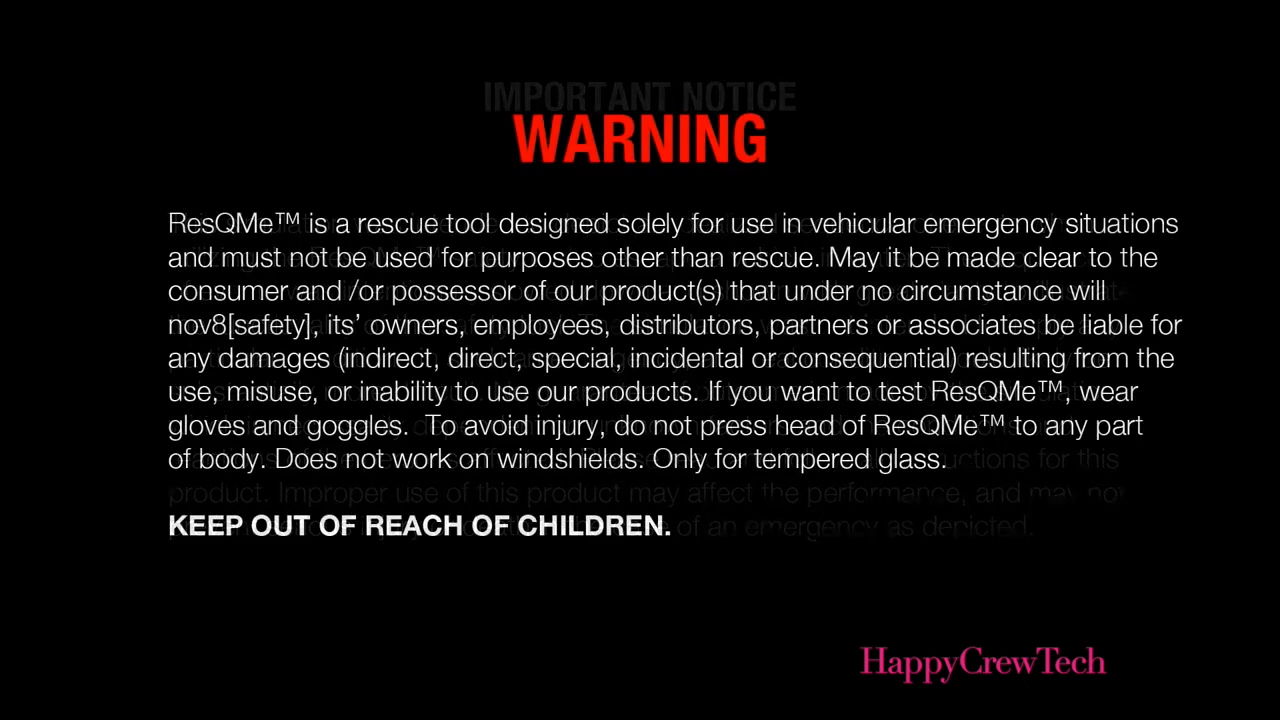 IMPORTANT NOTICE
WARNING
ResQMe™ is a rescue tool designed solely for use in vehicular emergency situations
and must not be used for purposes other than rescue. May it be made clear to the
consumer and /or possessor of our product(s) that under no circumstance will
nov8[safety], its’ owners, employees, distributors, partners or associates be liable for
any damages (indirect, direct, special, incidental or consequential) resulting from the
use, misuse, or inability to use our products. If you want to test ResQMe™, wear
gloves and goggles.  To avoid injury, do not press head of ResQMe™ to any part
of body. Does not work on windshields. Only for tempered glass.
product. Improper use of this product may affect the performance, and may not
KEEP OUT OF REACH OF CHILDREN.
of an emergency as depicted.
HappyCrewTech